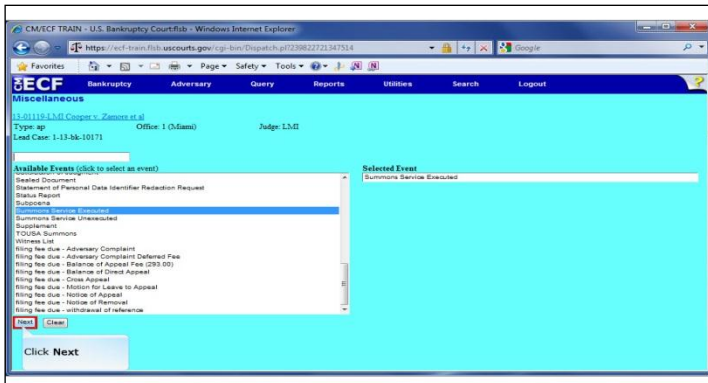 CM/ECF TRAIN - U.S. Bankruptcy Court:flsb - Windows Internet Explorer
https://ecf-train.flsb.uscourts.gov/cgi-bin/Dispatch.pl?239822721347514
Google
Favorites Page Safety Tools
ECF Bankruptcy Adversary Query Reports Utilities Search Logout ?
Miscellaneous
13-01119-LMI Cooper v. Zamora et al
Type: ap Office: 1 (Miami) Judge: LMI
Lead Case: 1-13-bk-10171
Available Events (click to select an event) Selected Event
Summons Service Executed
Sealed Document
Statement of Personal Data Identifier Redaction Request
Status Report
Subpoena
Summons Service Executed
Summons Service Unexecuted
Supplement
TOUSA Summons
Witness List
filing fee due - Adversary Complaint
filing fee due - Adversary Complaint Deferred Fee
filing fee due - Balance of Appeal Fee (293.00)
filing fee due - Balance of Direct Appeal
filing fee due - Cross Appeal
filing fee due - Motion for Leave to Appeal
filing fee due - Notice of Appeal
filing fee due - Notice of Removal
filing fee due - withdrawal of reference
Next Clear
Click Next